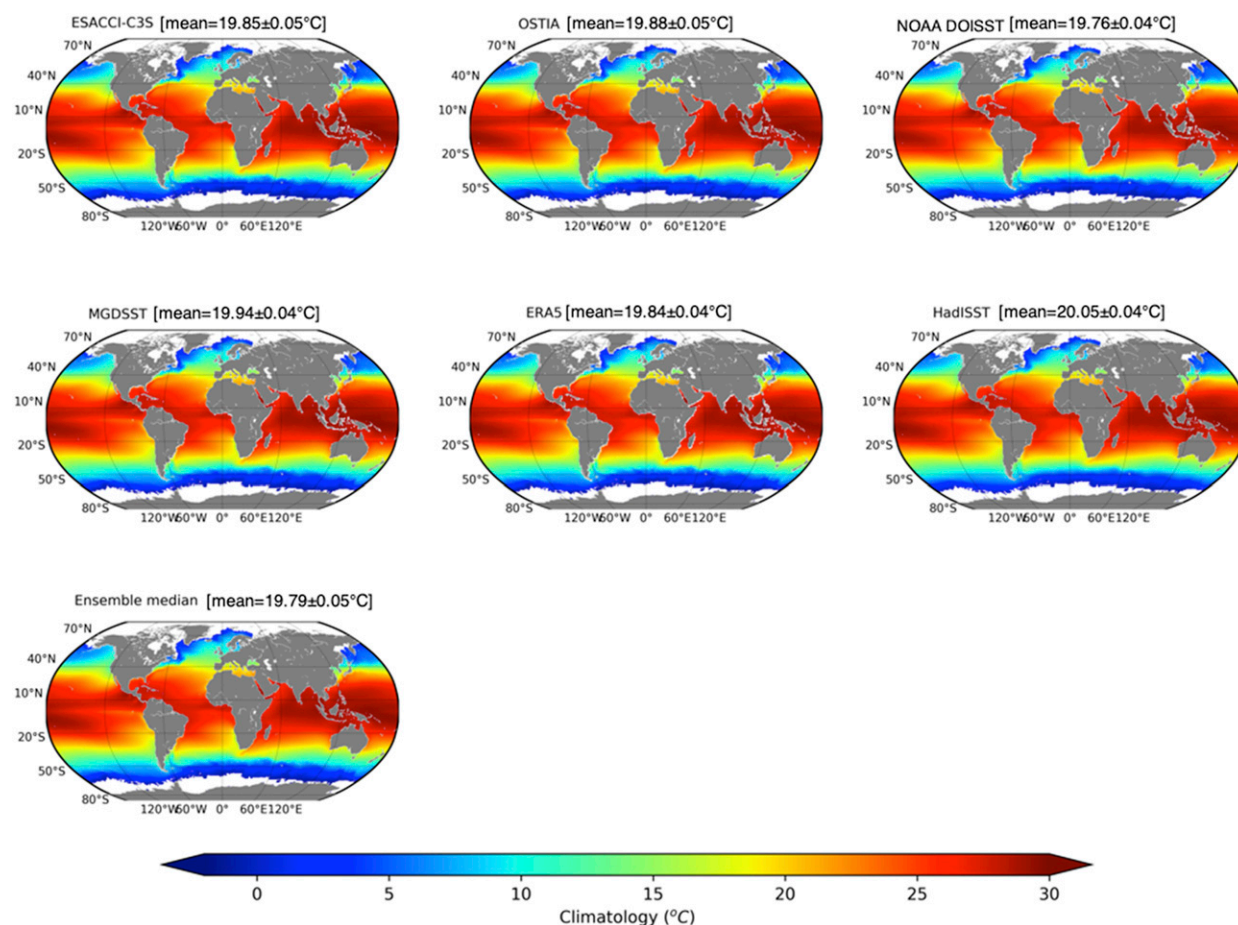 ESACCI-C3S [mean=19.85±0.05°C]
70°N
40°N
10°N
20°S
50°S
80°S
120°W60°W 0° 60°E120°E
OSTIA [mean=19.88±0.05°C]
70°N
40°N
10°N
20°S
50°S
80°S
120°W60°W 0° 60°E120°E
NOAA DOISST [mean=19.76±0.04°C]
70°N
40°N
10°N
20°S
50°S
80°S
120°W60°W 0° 60°E120°E
MGDSST [mean=19.94±0.04°C]
70°N
40°N
10°N
20°S
50°S
80°S
120°W60°W 0° 60°E120°E
ERA5 [mean=19.84±0.04°C]
70°N
40°N
10°N
20°S
50°S
80°S
120°W60°W 0° 60°E120°E
HadISST [mean=20.05±0.04°C]
70°N
40°N
10°N
20°S
50°S
80°S
120°W60°W 0° 60°E120°E
Ensemble median [mean=19.79±0.05°C]
70°N
40°N
10°N
20°S
50°S
80°S
120°W60°W 0° 60°E120°E
0 5 10 15 20 25 30
Climatology (°C)